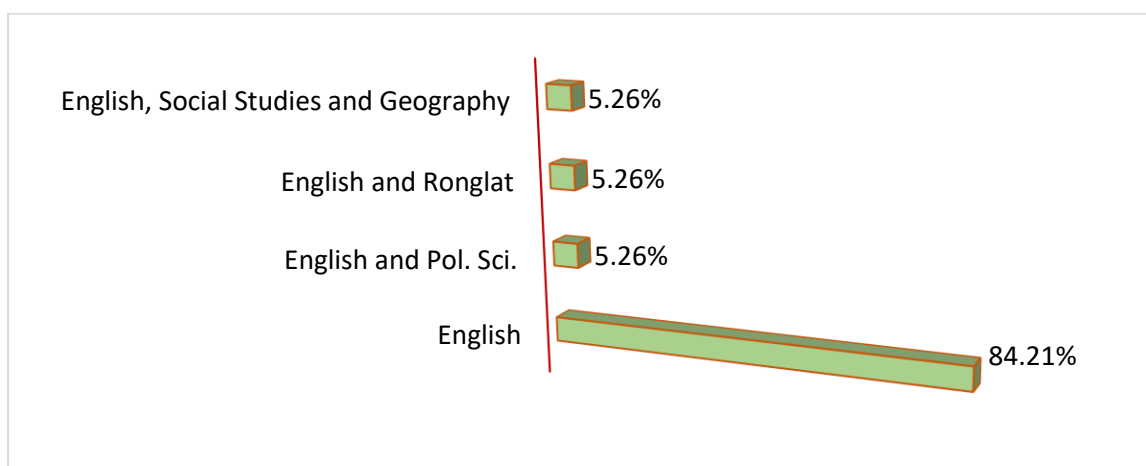 English, Social Studies and Geography 5.26%
English and Ronglat 5.26%
English and Pol. Sci. 5.26%
English 84.21%